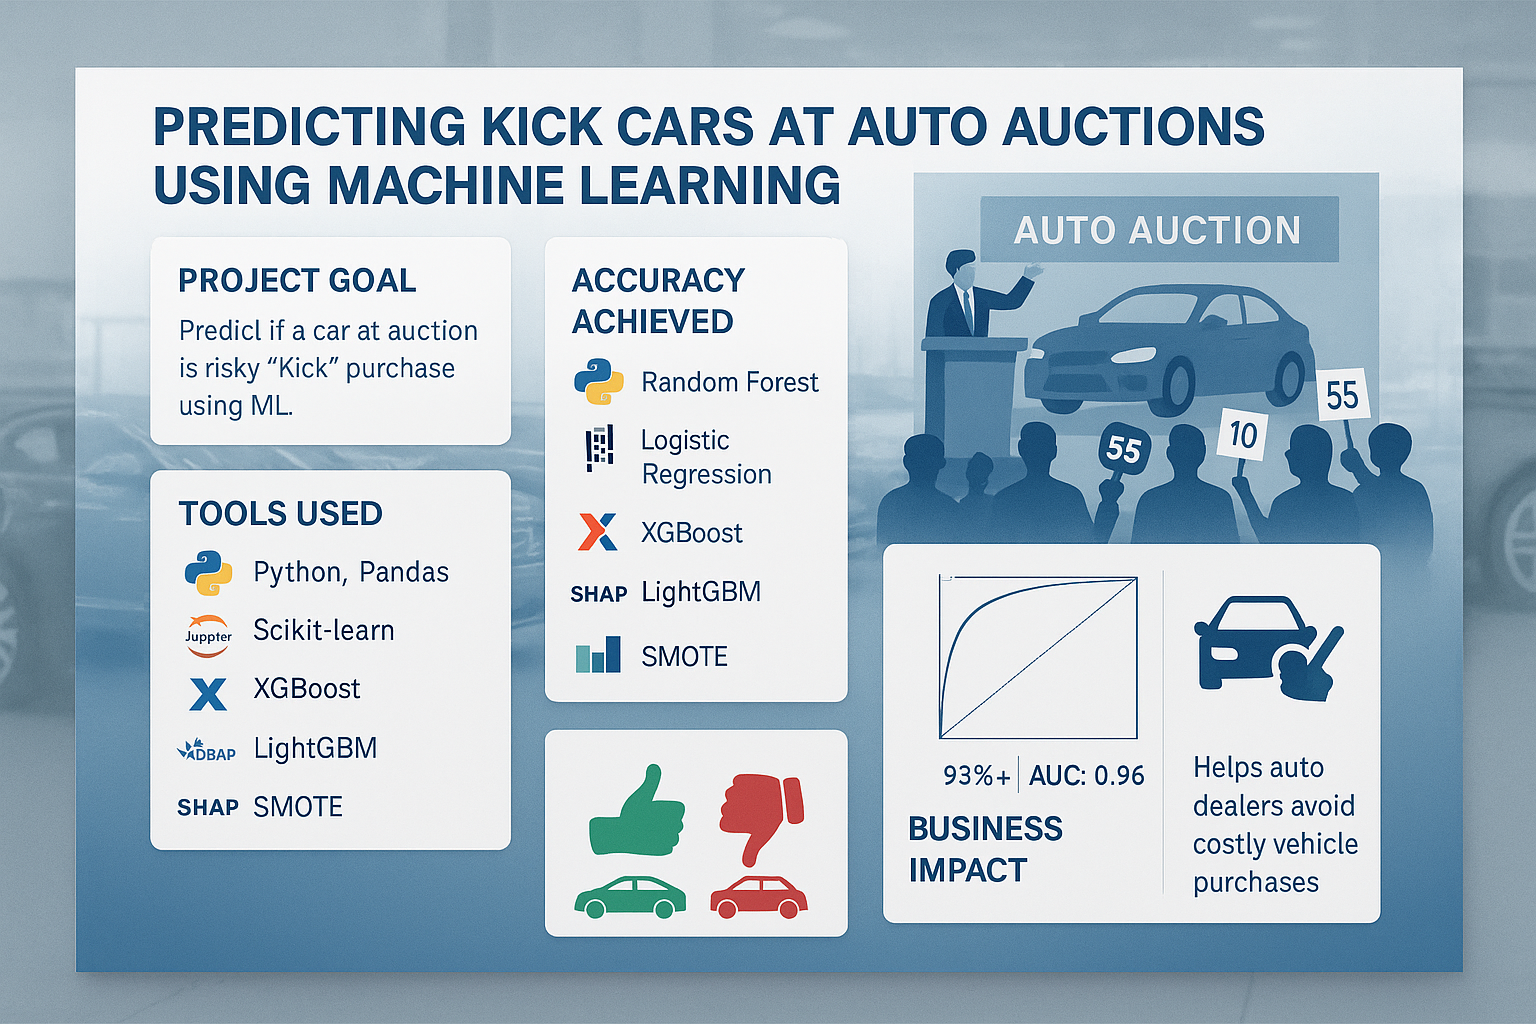 PREDICTING KICK CARS AT AUTO AUCTIONS
USING MACHINE LEARNING
PROJECT GOAL
Predicl if a car at auction
is risky “Kick” purchase
using ML.
TOOLS USED
Python, Pandas
Juppter
Scikit-learn
XGBoost
DBAP
LightGBM
SHAP
SMOTE
ACCURACY
ACHIEVED
Random Forest
Logistic
Regression
XGBoost
SHAP
LightGBM
SMOTE
AUTO AUCTION
55
10
55
93%+
AUC: 0.96
BUSINESS
IMPACT
Helps auto
dealers avoid
costly vehicle
purchases